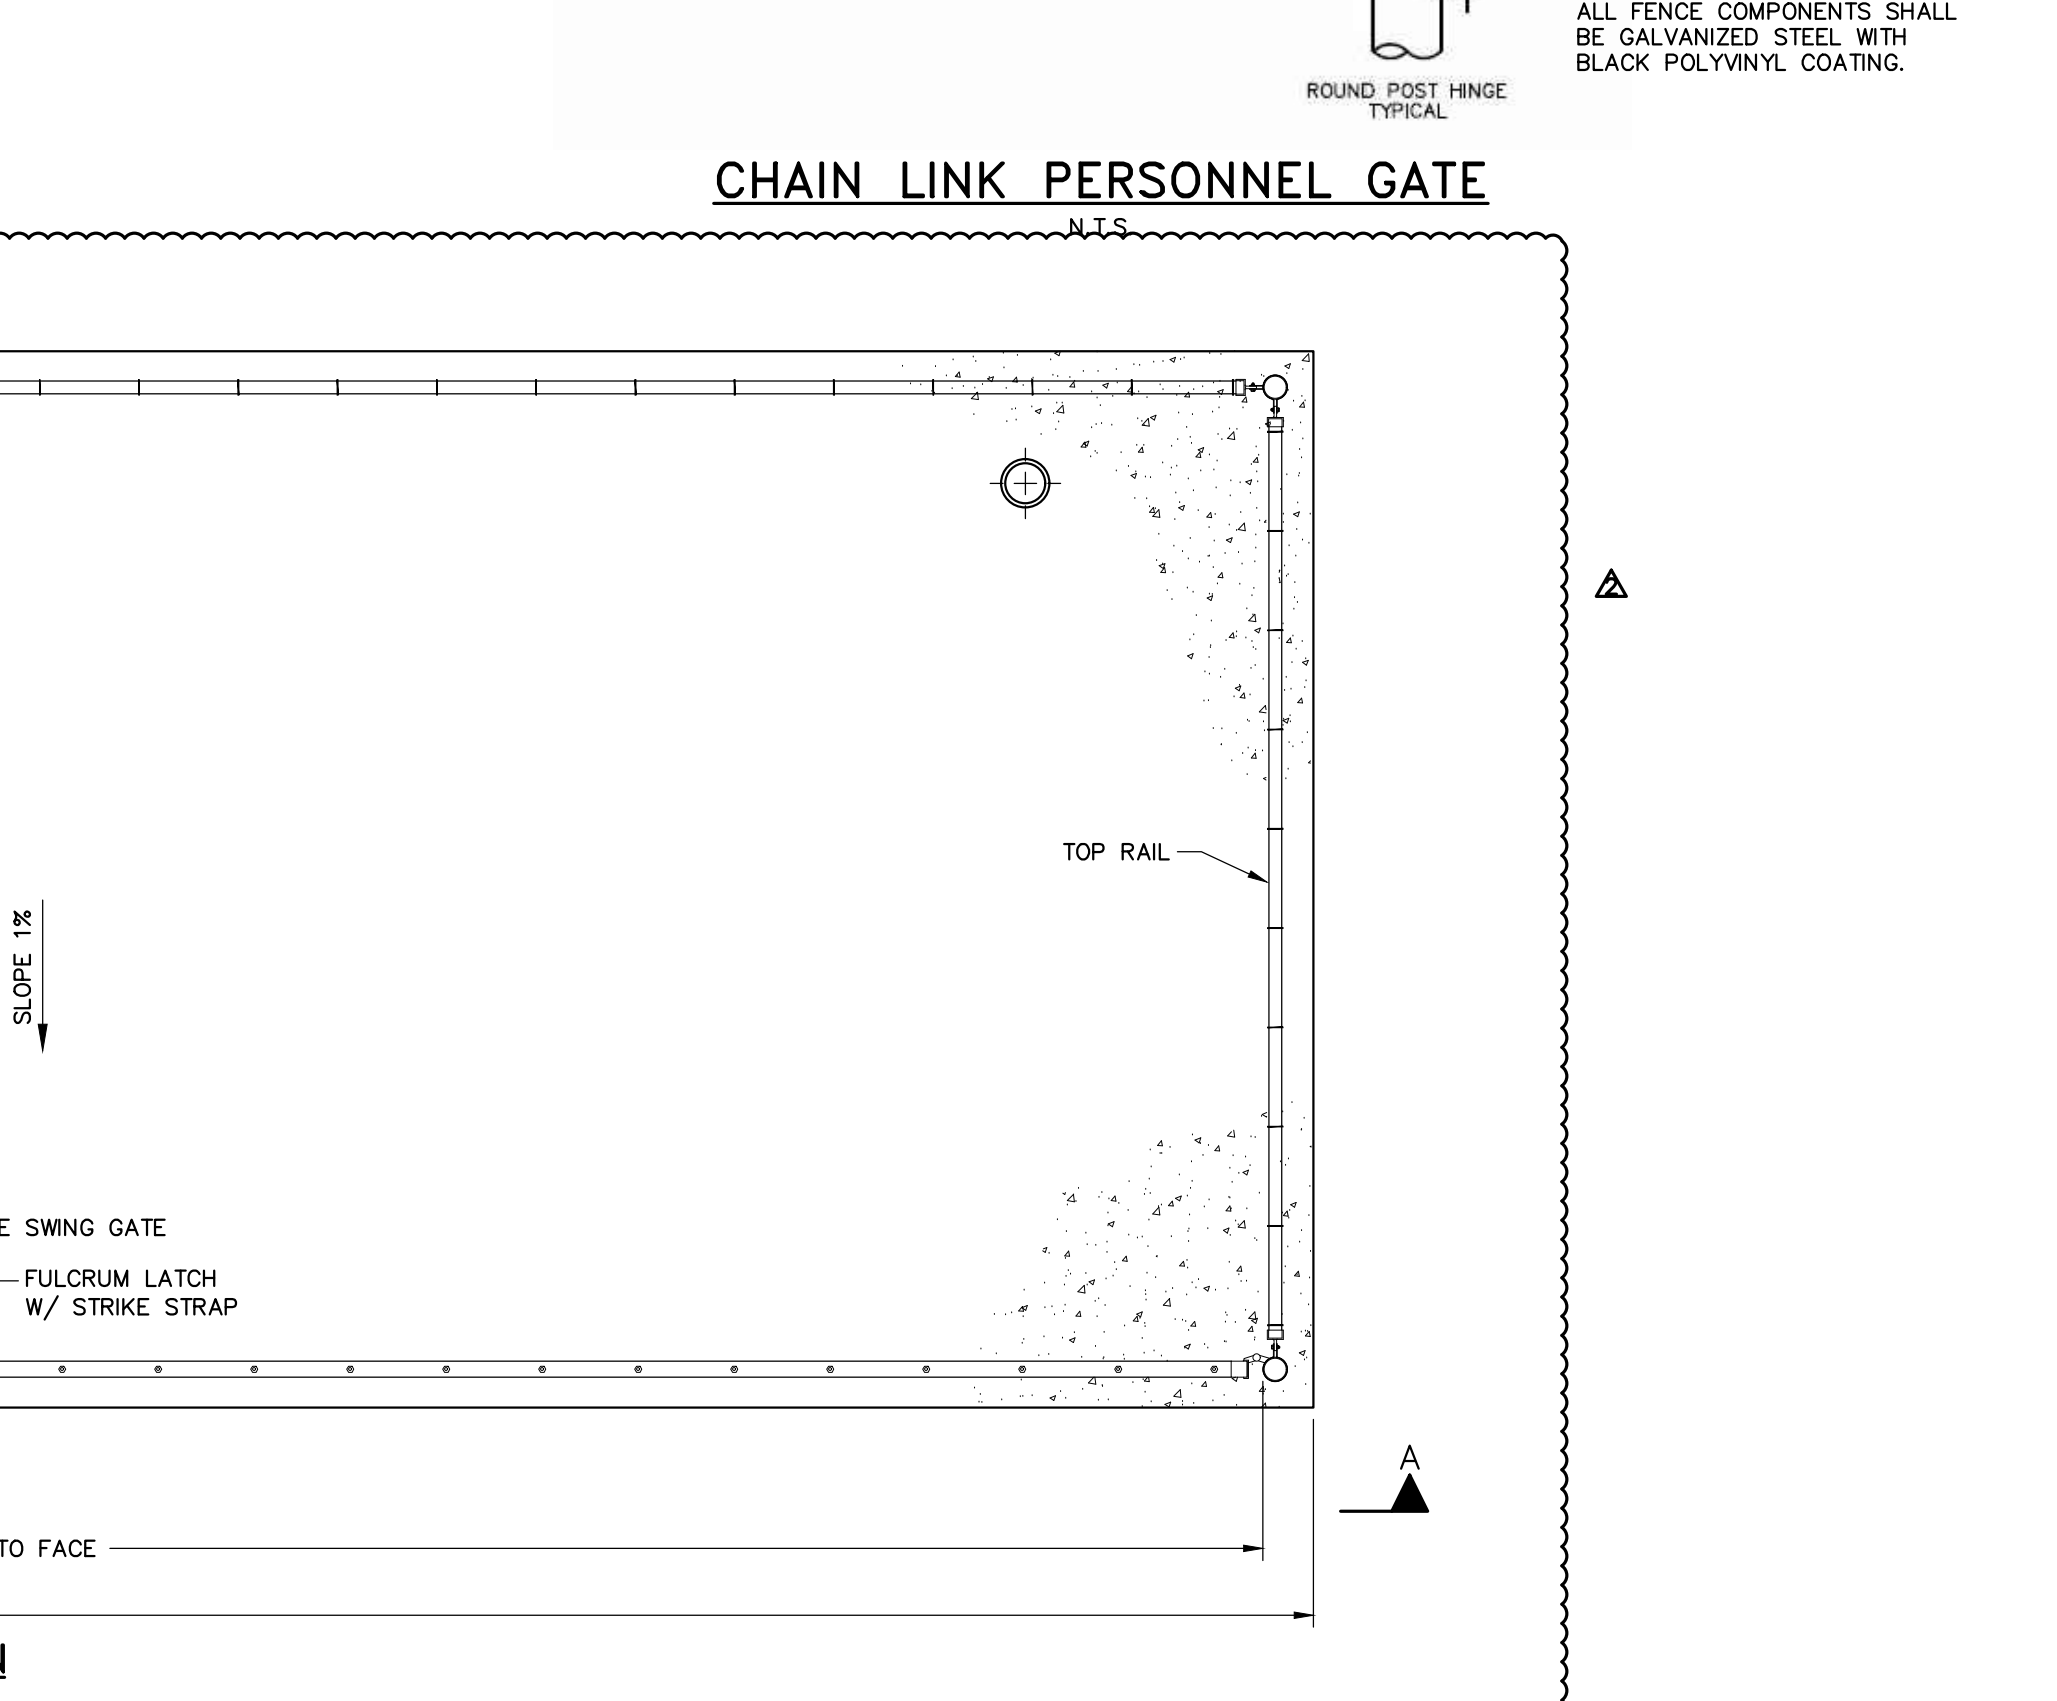 ALL FENCE COMPONENTS SHALL
BE GALVANIZED STEEL WITH
BLACK POLYVINYL COATING.
ROUND POST HINGE
TYPICAL
CHAIN LINK PERSONNEL GATE
N.T.S.
2
TOP RAIL
SLOPE 1%
E SWING GATE
FULCRUM LATCH
W/ STRIKE STRAP
A
TO FACE
N